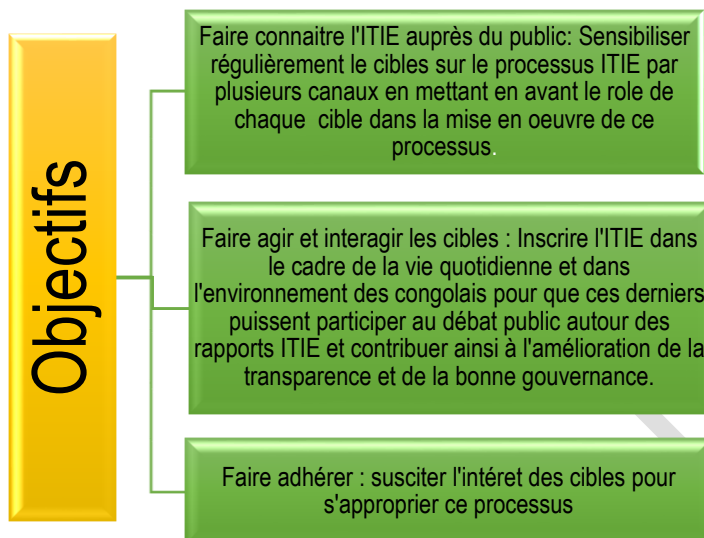 Objectifs
Faire connaitre l'ITIE auprès du public: Sensibiliser
régulièrement le cibles sur le processus ITIE par
plusieurs canaux en mettant en avant le role de
chaque cible dans la mise en oeuvre de ce
processus.
Faire agir et interagir les cibles : Inscrire l'ITIE dans
le cadre de la vie quotidienne et dans
l'environnement des congolais pour que ces derniers
puissent participer au débat public autour des
rapports ITIE et contribuer ainsi à l'amélioration de la
transparence et de la bonne gouvernance.
Faire adhérer : susciter l'intéret des cibles pour
s'approprier ce processus